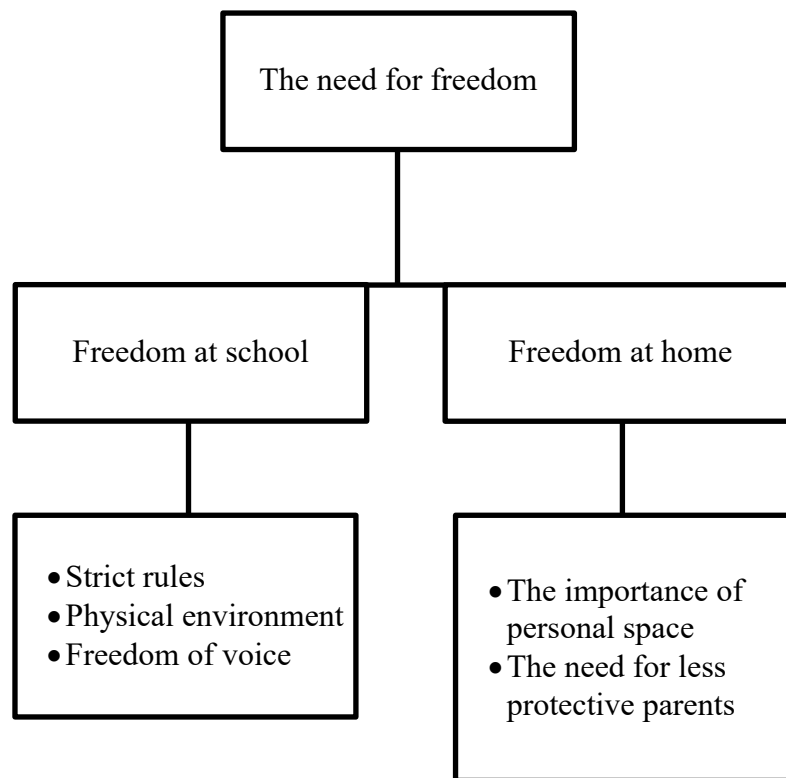 The need for freedom
Freedom at school
Freedom at home
•Strict rules
•Physical environment
•Freedom of voice
•The importance of
personal space
•The need for less
protective parents